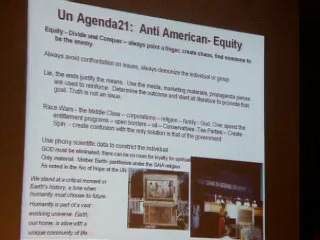 Un Agenda21: Anti American- Equity
Equity - Divide and Conquer – always point a finger, create chaos, find someone to
be the enemy
Always avoid confrontation on issues, always demonize the individual or group
Lie, the ends justify the means: Use the media, marketing materials, propaganda pieces
are used to reinforce. Determine the outcome and slant all literature to promote that
goal. Truth is not an issue.
Race Wars - the Middle Class – corporations – religion – family - God. Over spend the
entitlement programs – open borders – oil – Conservatives - Tea Parties – Create
Spin - create confusion with the only solution is that of the government
Use phony scientific data to constrict the individual
GOD must be eliminated, there can be no room for loyalty for
Only material. Mother Earth- pantheism under the GAIA religion
As noted in the Arc of Hope at the UN
We stand at a critical moment in
Earth's history, a time when
humanity must choose its future.
Humanity is part of a vast
evolving universe. Earth,
our home, is alive with a
unique community of life